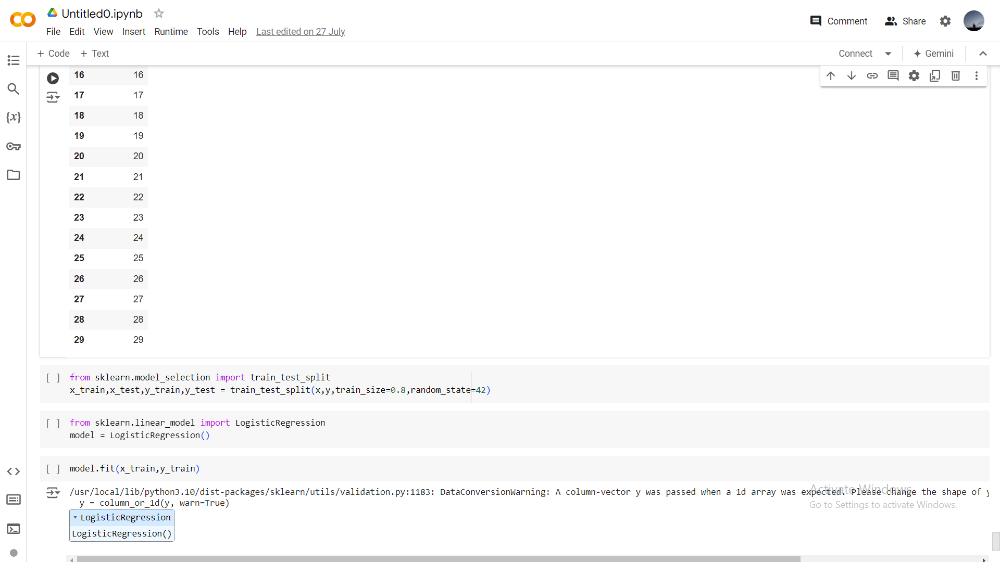 Untitled0.ipynb
File Edit View Insert Runtime Tools Help Last edited on 27 July
Comment Share
+ Code + Text
Connect Gemini
{x}
16 16
17 17
18 18
19 19
20 20
21 21
22 22
23 23
24 24
25 25
26 26
27 27
28 28
29 29
[ ] from sklearn.model_selection import train_test_split
x_train,x_test,y_train,y_test = train_test_split(x,y,train_size=0.8,random_state=42)
[ ] from sklearn.linear_model import LogisticRegression
model = LogisticRegression()
[ ] model.fit(x_train,y_train)
/usr/local/lib/python3.10/dist-packages/sklearn/utils/validation.py:1183: DataConversionWarning: A column-vector y was passed when a 1d array was expected. Please change the shape of y
y = column_or_1d(y, warn=True)
LogisticRegression
LogisticRegression()
Activate Windows
Go to Settings to activate Windows.